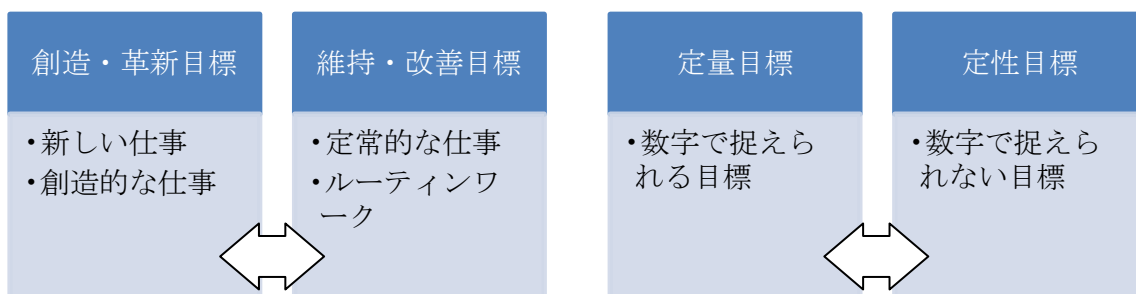 創造・革新目標
・新しい仕事
・創造的な仕事
維持・改善目標
・定常的な仕事
・ルーティンワ
ーク
定量目標
・数字で捉えら
れる目標
定性目標
・数字で捉えら
れない目標